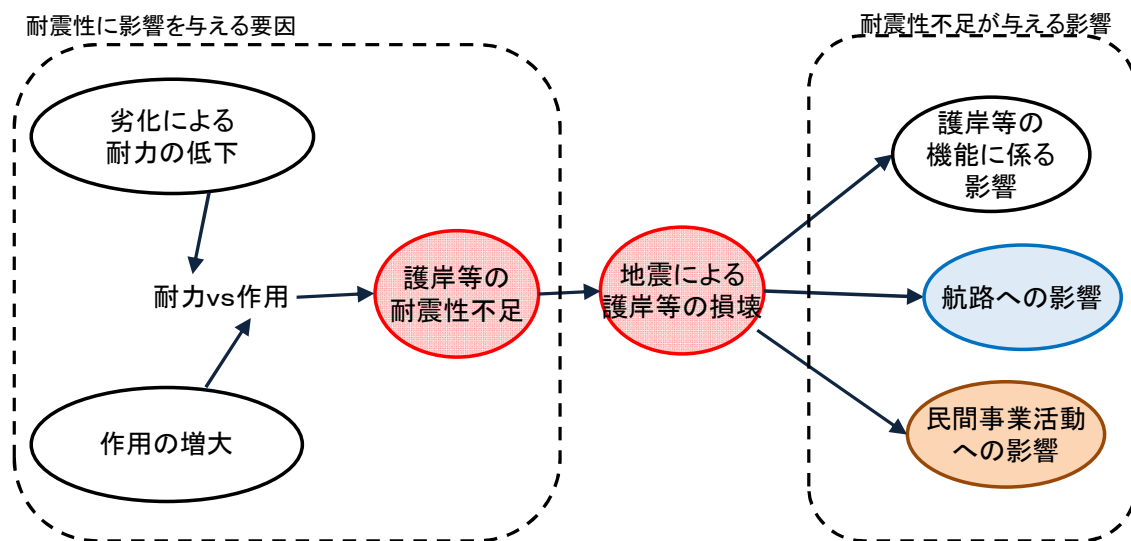 耐震性に影響を与える要因
劣化による
耐力の低下
耐力vs作用
作用の増大
護岸等の
耐震性不足
地震による
護岸等の損壊
耐震性不足が与える影響
護岸等の
機能に係る
影響
航路への影響
民間事業活動
への影響